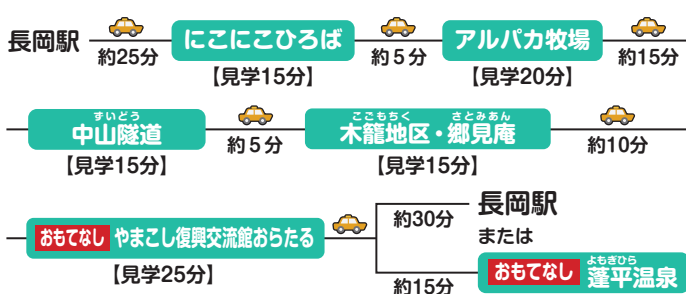 長岡駅 約25分 にこにこひろば 約5分 アルパカ牧場 約15分
【見学15分】 【見学20分】
ずいどう ここもちく さとみあん
中山隧道 約5分 木籠地区・郷見庵 約10分
【見学15分】 【見学15分】
おもてなし やまこし復興交流館おらたる 約30分 長岡駅
または
【見学25分】
よもぎひら
約15分 おもてなし 蓬平温泉